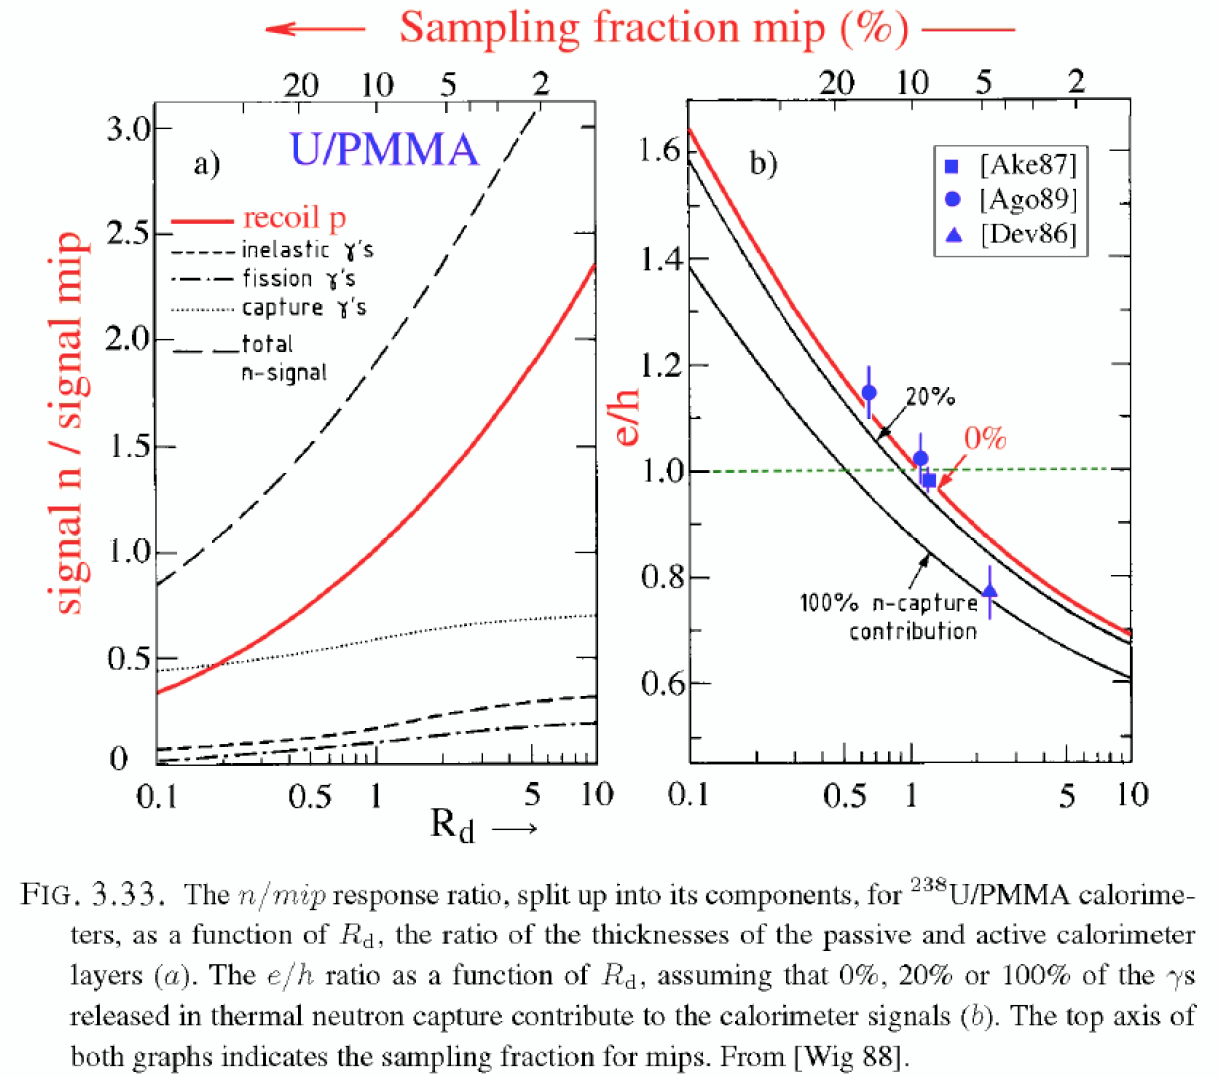 Sampling fraction mip (%)
20 10 5 2
20 10 5 2
3.0
2.5
2.0
1.5
1.0
0.5
0
signal n / signal mip
a)
U/PMMA
recoil p
inelastic γ's
fission γ's
capture γ's
total
n-signal
0.1 0.5 1 5 10
R_d
1.6
1.4
1.2
1.0
0.8
0.6
e/h
b)
[Ake87]
[Ago89]
[Dev86]
20%
0%
100% n-capture
contribution
0.1 0.5 1 5 10
FIG. 3.33. The n/mip response ratio, split up into its components, for ²³⁸U/PMMA calorime-
ters, as a function of R_d, the ratio of the thicknesses of the passive and active calorimeter
layers (a). The e/h ratio as a function of R_d, assuming that 0%, 20% or 100% of the γs
released in thermal neutron capture contribute to the calorimeter signals (b). The top axis of
both graphs indicates the sampling fraction for mips. From [Wig 88].